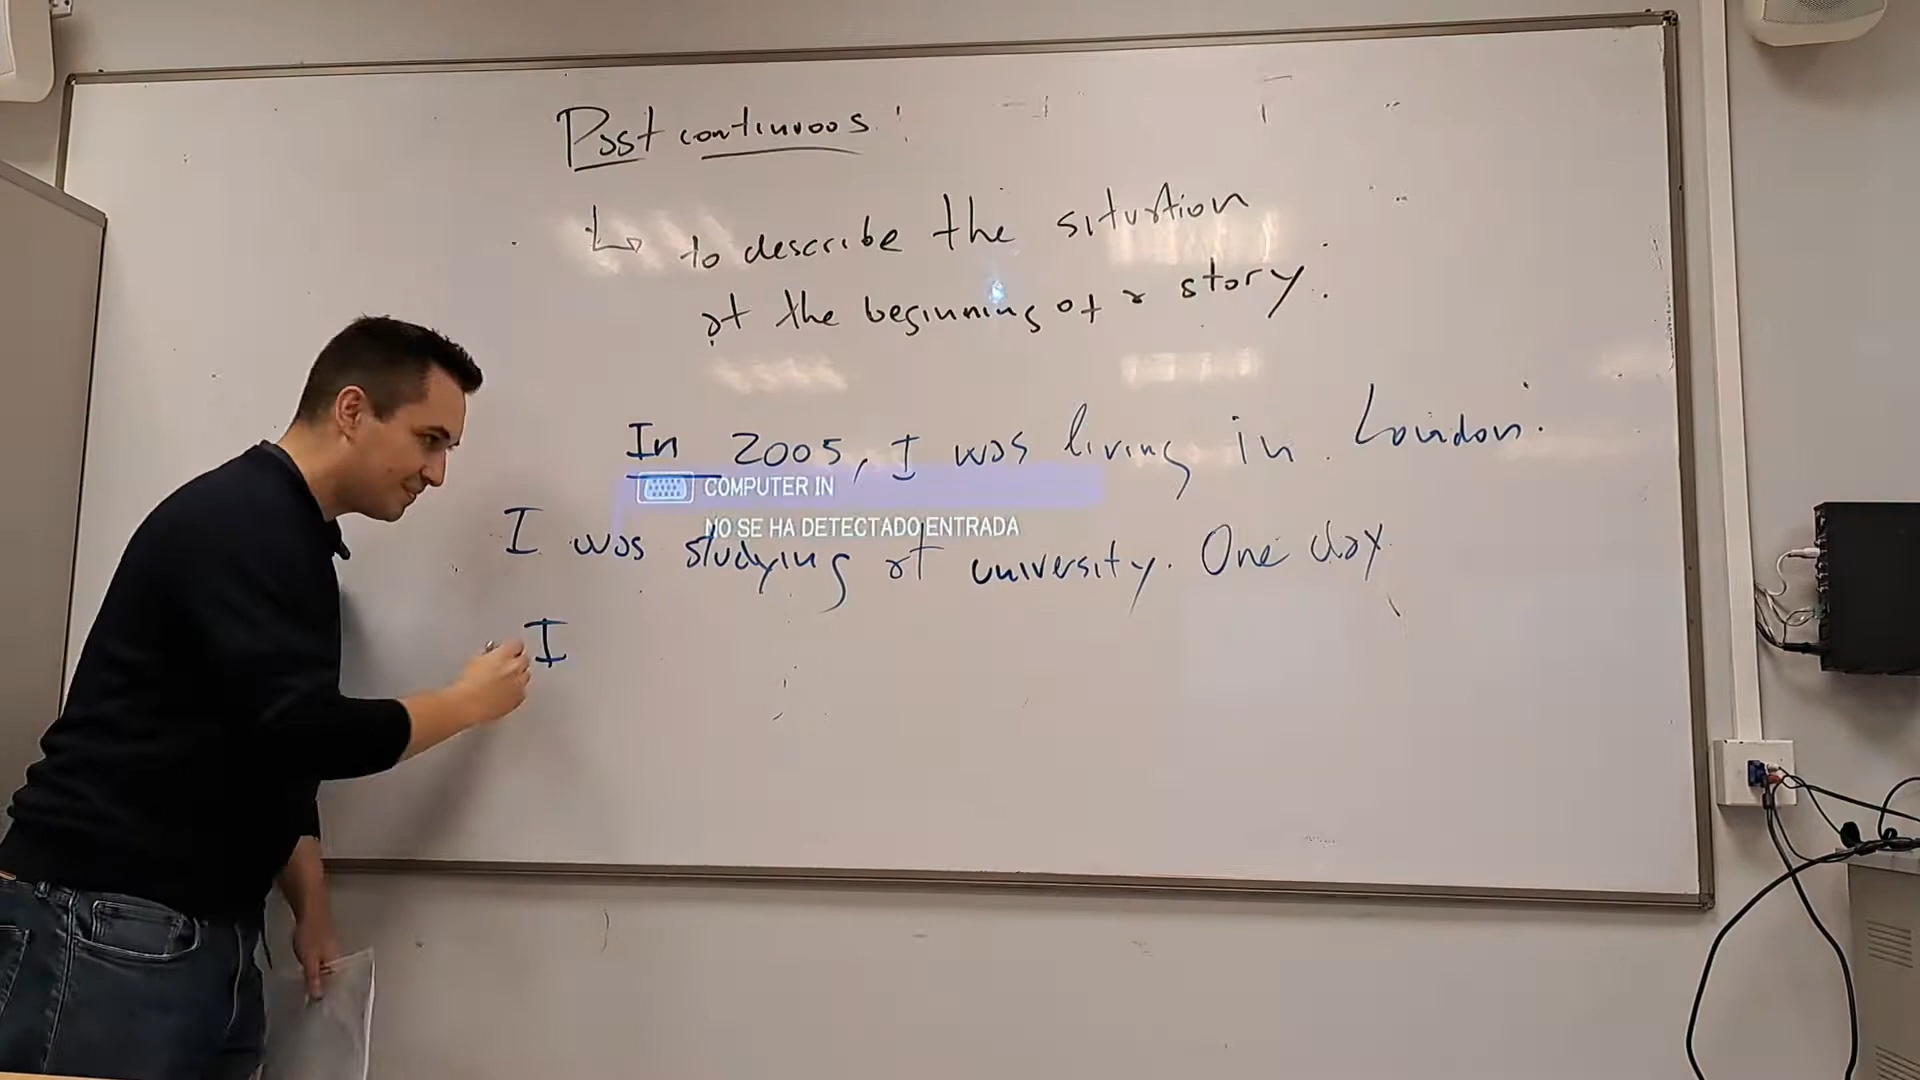 Past continuous:
↳ to describe the situation
at the beginning of a story.
In 2005, I was living in London.
COMPUTER IN
NO SE HA DETECTADO ENTRADA
I was studying at university. One day
I